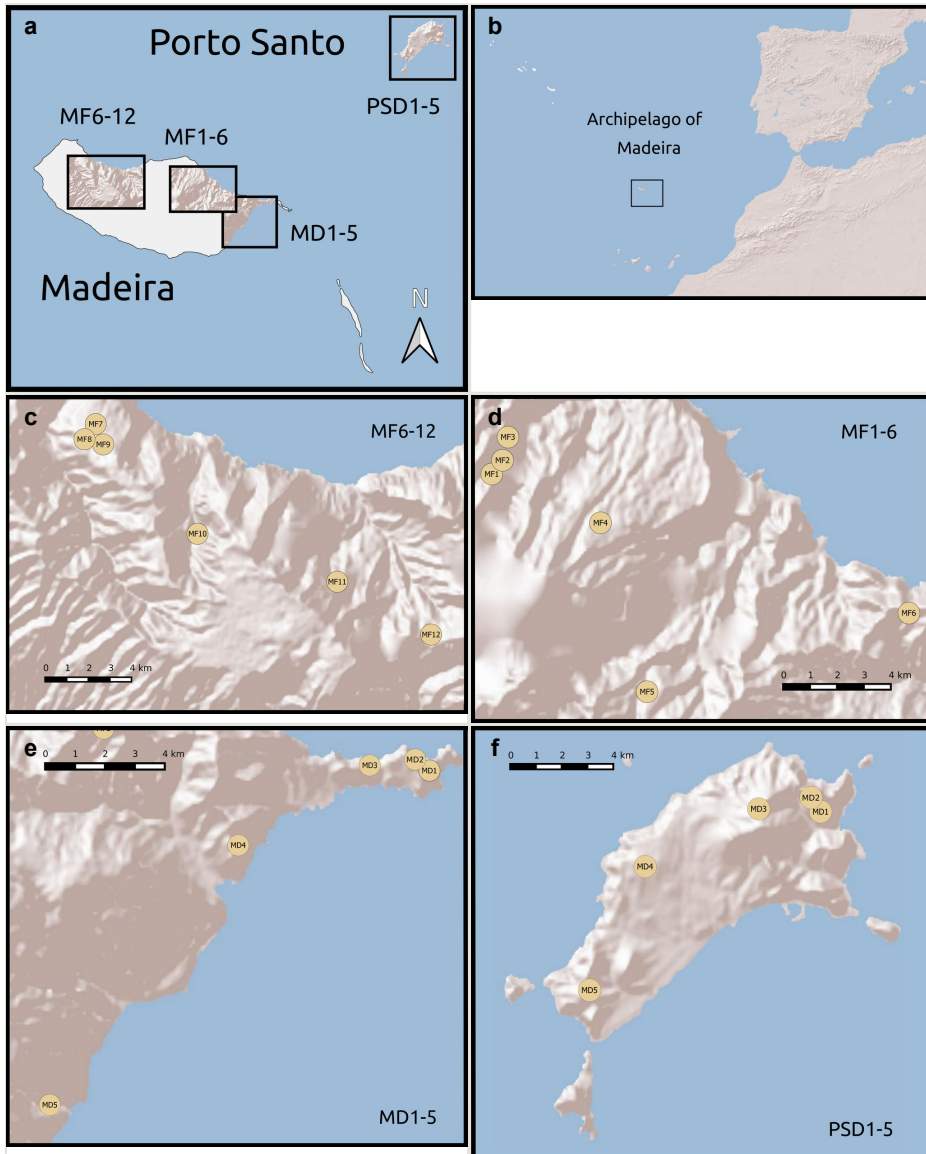 a
Porto Santo
PSD1-5
MF6-12
MF1-6
MD1-5
Madeira
N
b
Archipelago of
Madeira
c
MF6-12
MF7
MF8
MF9
MF10
MF11
MF12
0 1 2 3 4 km
d
MF1-6
MF3
MF2
MF1
MF4
MF6
MF5
0 1 2 3 4 km
e
0 1 2 3 4 km
MD3
MD2
MD1
MD4
MD5
MD1-5
f
0 1 2 3 4 km
MD2
MD3
MD1
MD4
MD5
PSD1-5